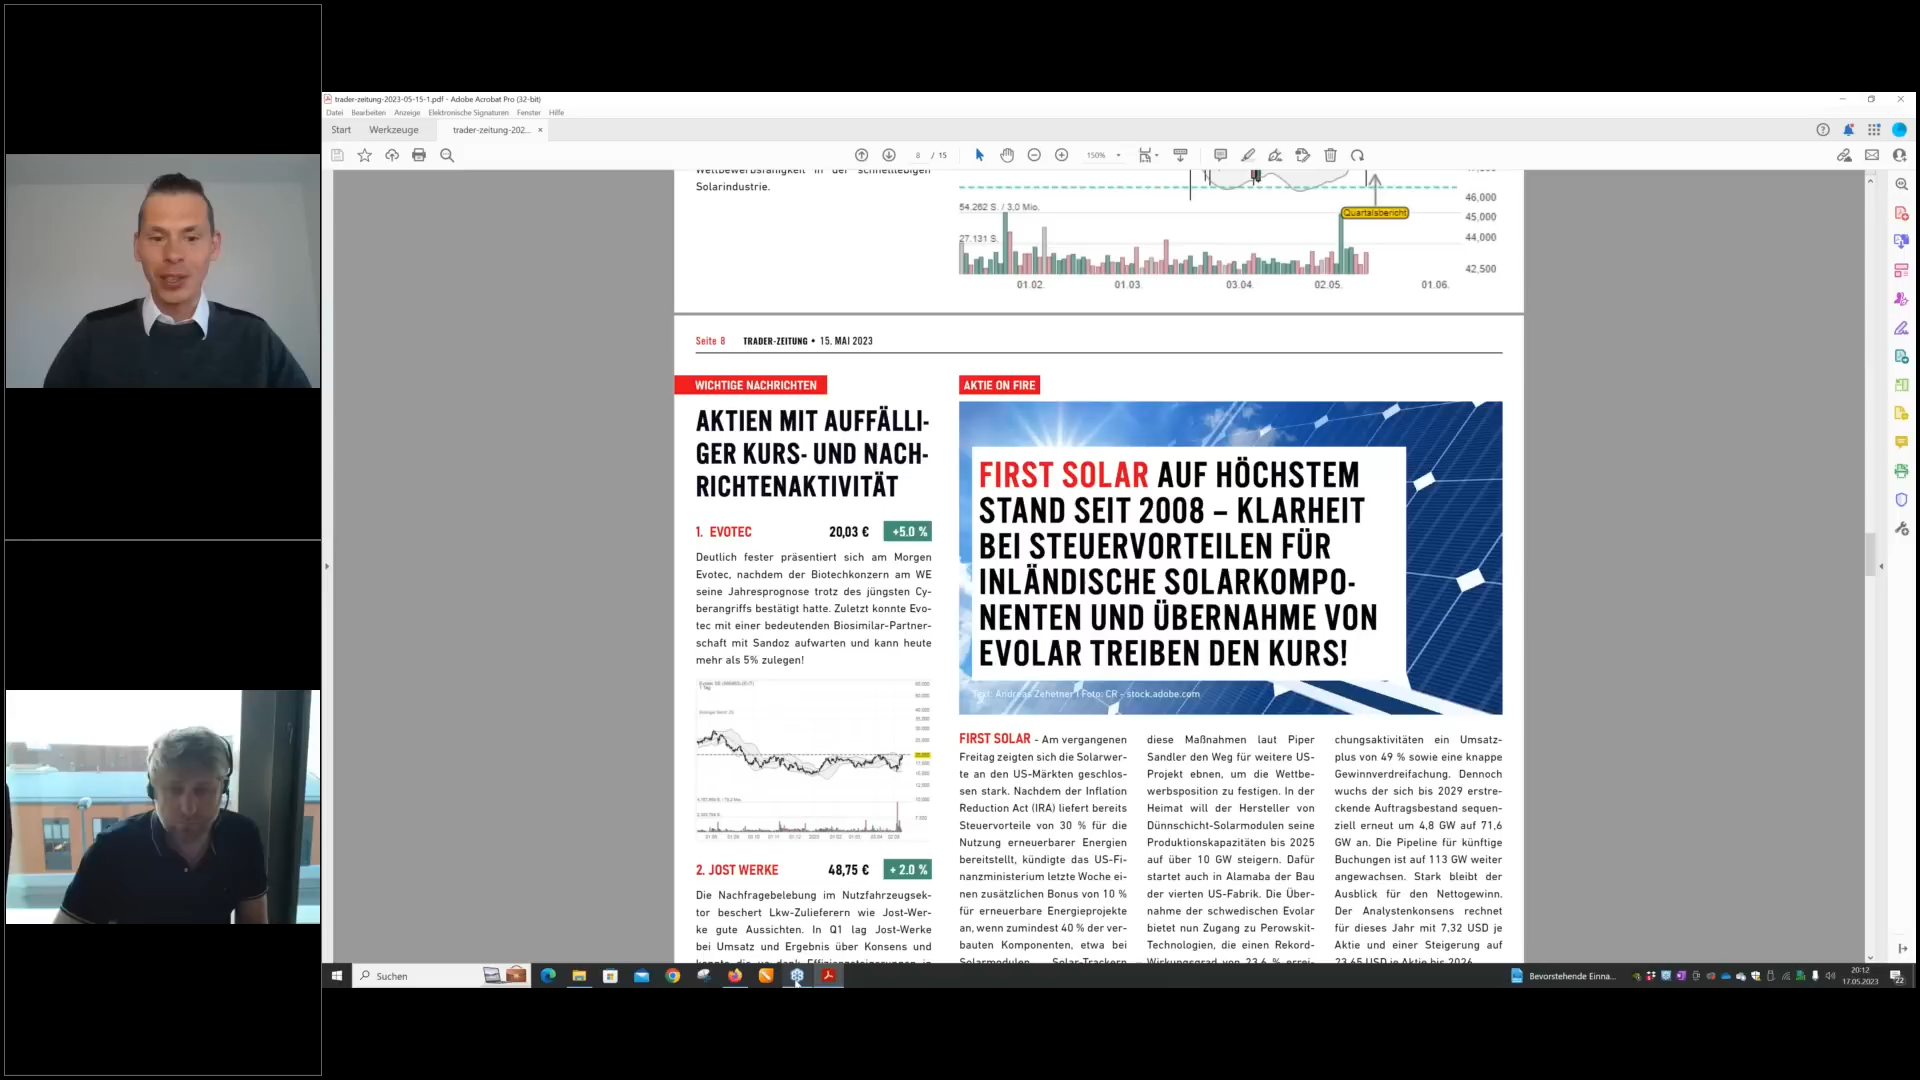 trader-zeitung-2023-05-15-1.pdf - Adobe Acrobat Pro (32-bit)
Datei Bearbeiten Anzeige Elektronische Signaturen Fenster Hilfe
Start Werkzeuge trader-zeitung-202...
8 / 15 150%
Solarindustrie.
54.262 S. / 3,0 Mio.
27.131 S.
Quartalsbericht
46,000
45,000
44,000
42,500
01.02. 01.03. 03.04. 02.05. 01.06.
Seite 8 TRADER-ZEITUNG • 15. MAI 2023
WICHTIGE NACHRICHTEN
AKTIEN MIT AUFFÄLLI-
GER KURS- UND NACH-
RICHTENAKTIVITÄT
1. EVOTEC 20,03 € +5.0 %
Deutlich fester präsentiert sich am Morgen
Evotec, nachdem der Biotechkonzern am WE
seine Jahresprognose trotz des jüngsten Cy-
berangriffs bestätigt hatte. Zuletzt konnte Evo-
tec mit einer bedeutenden Biosimilar-Partner-
schaft mit Sandoz aufwarten und kann heute
mehr als 5% zulegen!
2. JOST WERKE 48,75 € + 2.0 %
Die Nachfragebelebung im Nutzfahrzeugsek-
tor beschert Lkw-Zulieferern wie Jost-Wer-
ke gute Aussichten. In Q1 lag Jost-Werke
bei Umsatz und Ergebnis über Konsens und
AKTIE ON FIRE
FIRST SOLAR AUF HÖCHSTEM
STAND SEIT 2008 – KLARHEIT
BEI STEUERVORTEILEN FÜR
INLÄNDISCHE SOLARKOMPO-
NENTEN UND ÜBERNAHME VON
EVOLAR TREIBEN DEN KURS!
Text: Andreas Zehetner | Foto: CR – stock.adobe.com
FIRST SOLAR - Am vergangenen
Freitag zeigten sich die Solarwer-
te an den US-Märkten geschlos-
sen stark. Nachdem der Inflation
Reduction Act (IRA) liefert bereits
Steuervorteile von 30 % für die
Nutzung erneuerbarer Energien
bereitstellt, kündigte das US-Fi-
nanzministerium letzte Woche ei-
nen zusätzlichen Bonus von 10 %
für erneuerbare Energieprojekte
an, wenn zumindest 40 % der ver-
bauten Komponenten, etwa bei
Solarmodulen, Solar-Trackern
diese Maßnahmen laut Piper
Sandler den Weg für weitere US-
Projekt ebnen, um die Wettbe-
werbsposition zu festigen. In der
Heimat will der Hersteller von
Dünnschicht-Solarmodulen seine
Produktionskapazitäten bis 2025
auf über 10 GW steigern. Dafür
startet auch in Alamaba der Bau
der vierten US-Fabrik. Die Über-
nahme der schwedischen Evolar
bietet nun Zugang zu Perowskit-
Technologien, die einen Rekord-
Wirkungsgrad von 23,6 % errei-
chungsaktivitäten ein Umsatz-
plus von 49 % sowie eine knappe
Gewinnverdreifachung. Dennoch
wuchs der sich bis 2029 erstre-
ckende Auftragsbestand sequen-
ziell erneut um 4,8 GW auf 71,6
GW an. Die Pipeline für künftige
Buchungen ist auf 113 GW weiter
angewachsen. Stark bleibt der
Ausblick für den Nettogewinn.
Der Analystenkonsens rechnet
für dieses Jahr mit 7,32 USD je
Aktie und einer Steigerung auf
23,65 USD je Aktie bis 2026.
Suchen
Bevorstehende Einna...
20:12
17.05.2023
22